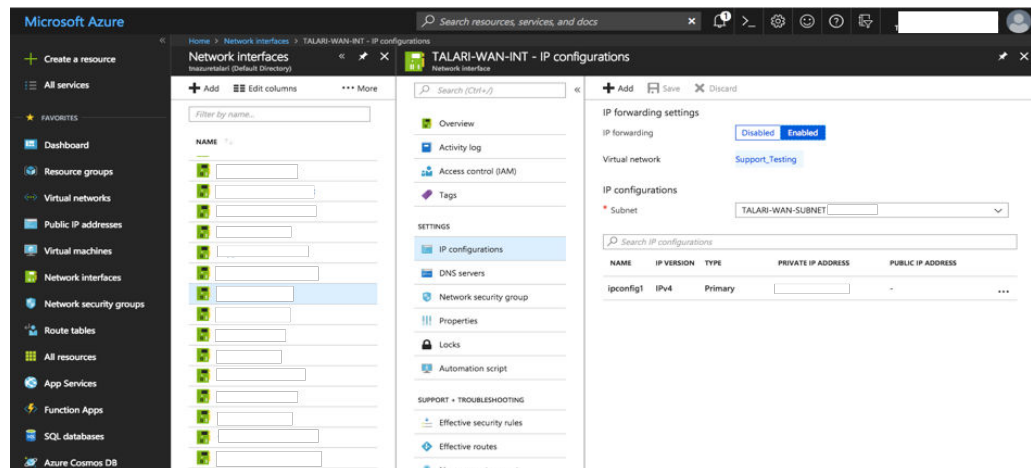 Microsoft Azure
Search resources, services, and docs
Home > Network interfaces > TALARI-WAN-INT - IP configurations
Create a resource
All services
FAVORITES
Dashboard
Resource groups
Virtual networks
Public IP addresses
Virtual machines
Network interfaces
Network security groups
Route tables
All resources
App Services
Function Apps
SQL databases
Azure Cosmos DB
Network interfaces
tnazuretalari (Default Directory)
Add Edit columns More
Filter by name...
NAME
TALARI-WAN-INT - IP configurations
Network interface
Search (Ctrl+/)
Overview
Activity log
Access control (IAM)
Tags
SETTINGS
IP configurations
DNS servers
Network security group
Properties
Locks
Automation script
SUPPORT + TROUBLESHOOTING
Effective security rules
Effective routes
Add Save Discard
IP forwarding settings
IP forwarding Disabled Enabled
Virtual network Support_Testing
IP configurations
* Subnet TALARI-WAN-SUBNET
Search IP configurations
NAME IP VERSION TYPE PRIVATE IP ADDRESS PUBLIC IP ADDRESS
ipconfig1 IPv4 Primary -